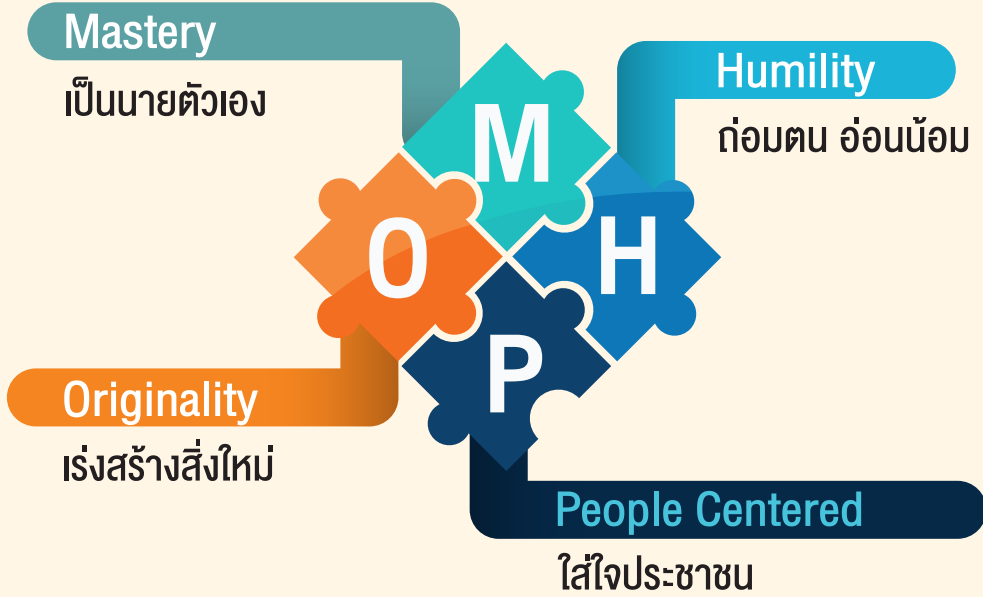 Mastery
เป็นนายตัวเอง
Humility
ถ่อมตน อ่อนน้อม
M
O
H
P
Originality
เร่งสร้างสิ่งใหม่
People Centered
ใส่ใจประชาชน